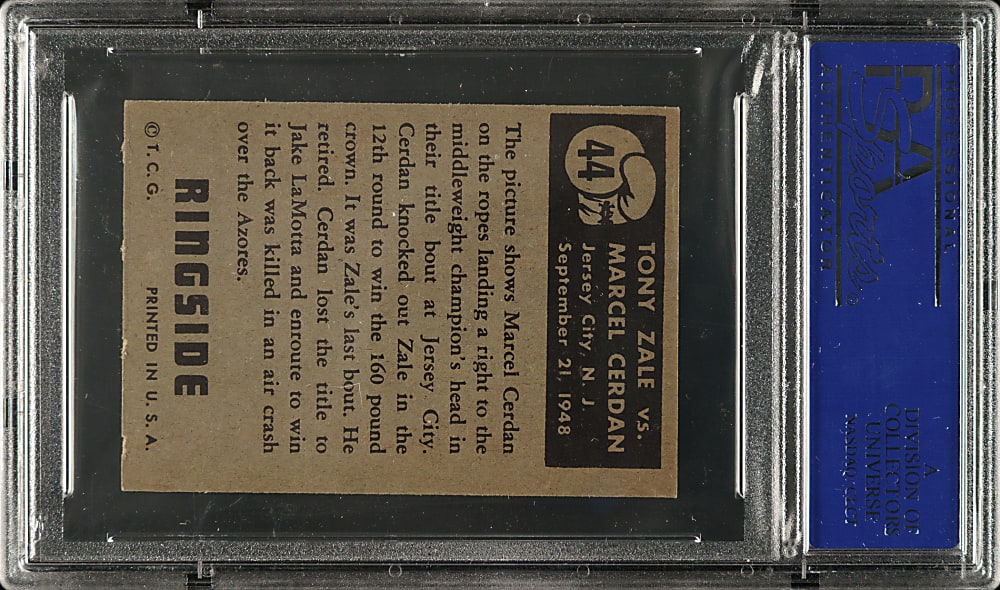 PROFESSIONAL
PSA
Sports
AUTHENTICATOR
A
DIVISION OF
COLLECTORS
UNIVERSE
NASDAQ: CLCT
44
TONY ZALE vs.
MARCEL CERDAN
Jersey City, N. J.
September 21, 1948
The picture shows Marcel Cerdan
on the ropes landing a right to the
middleweight champion's head in
their title bout at Jersey City.
Cerdan knocked out Zale in the
12th round to win the 160 pound
crown. It was Zale's last bout. He
retired. Cerdan lost the title to
Jake LaMotta and enroute to win
it back was killed in an air crash
over the Azores.
RINGSIDE
© T. C. G. PRINTED IN U. S. A.